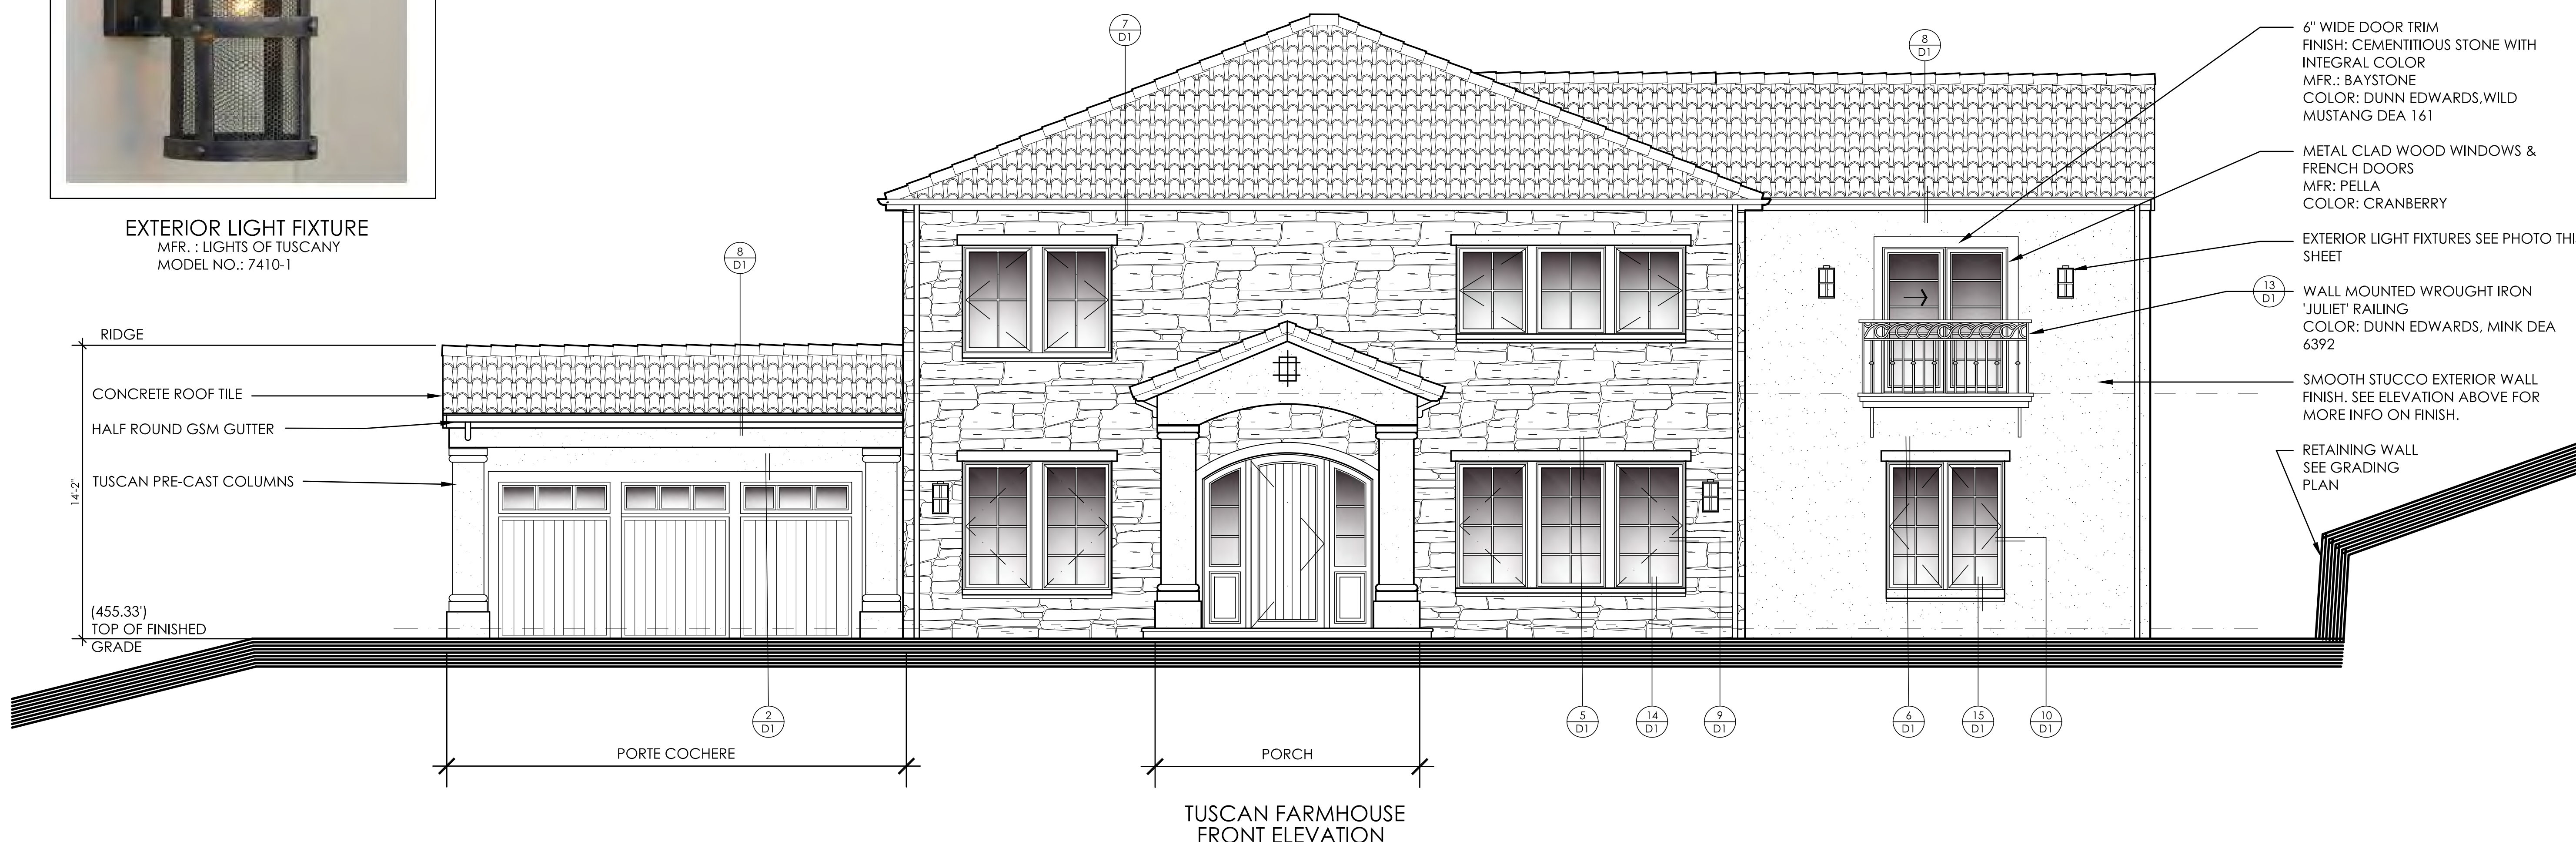 EXTERIOR LIGHT FIXTURE
MFR. : LIGHTS OF TUSCANY
MODEL NO.: 7410-1
7
D1
8
D1
8
D1
6" WIDE DOOR TRIM
FINISH: CEMENTITIOUS STONE WITH
INTEGRAL COLOR
MFR.: BAYSTONE
COLOR: DUNN EDWARDS,WILD
MUSTANG DEA 161
METAL CLAD WOOD WINDOWS &
FRENCH DOORS
MFR: PELLA
COLOR: CRANBERRY
EXTERIOR LIGHT FIXTURES SEE PHOTO THI
SHEET
13
D1
WALL MOUNTED WROUGHT IRON
'JULIET' RAILING
COLOR: DUNN EDWARDS, MINK DEA
6392
SMOOTH STUCCO EXTERIOR WALL
FINISH. SEE ELEVATION ABOVE FOR
MORE INFO ON FINISH.
RETAINING WALL
SEE GRADING
PLAN
RIDGE
CONCRETE ROOF TILE
HALF ROUND GSM GUTTER
TUSCAN PRE-CAST COLUMNS
14'-2"
(455.33')
TOP OF FINISHED
GRADE
2
D1
5
D1
14
D1
9
D1
6
D1
15
D1
10
D1
PORTE COCHERE
PORCH
TUSCAN FARMHOUSE
FRONT ELEVATION